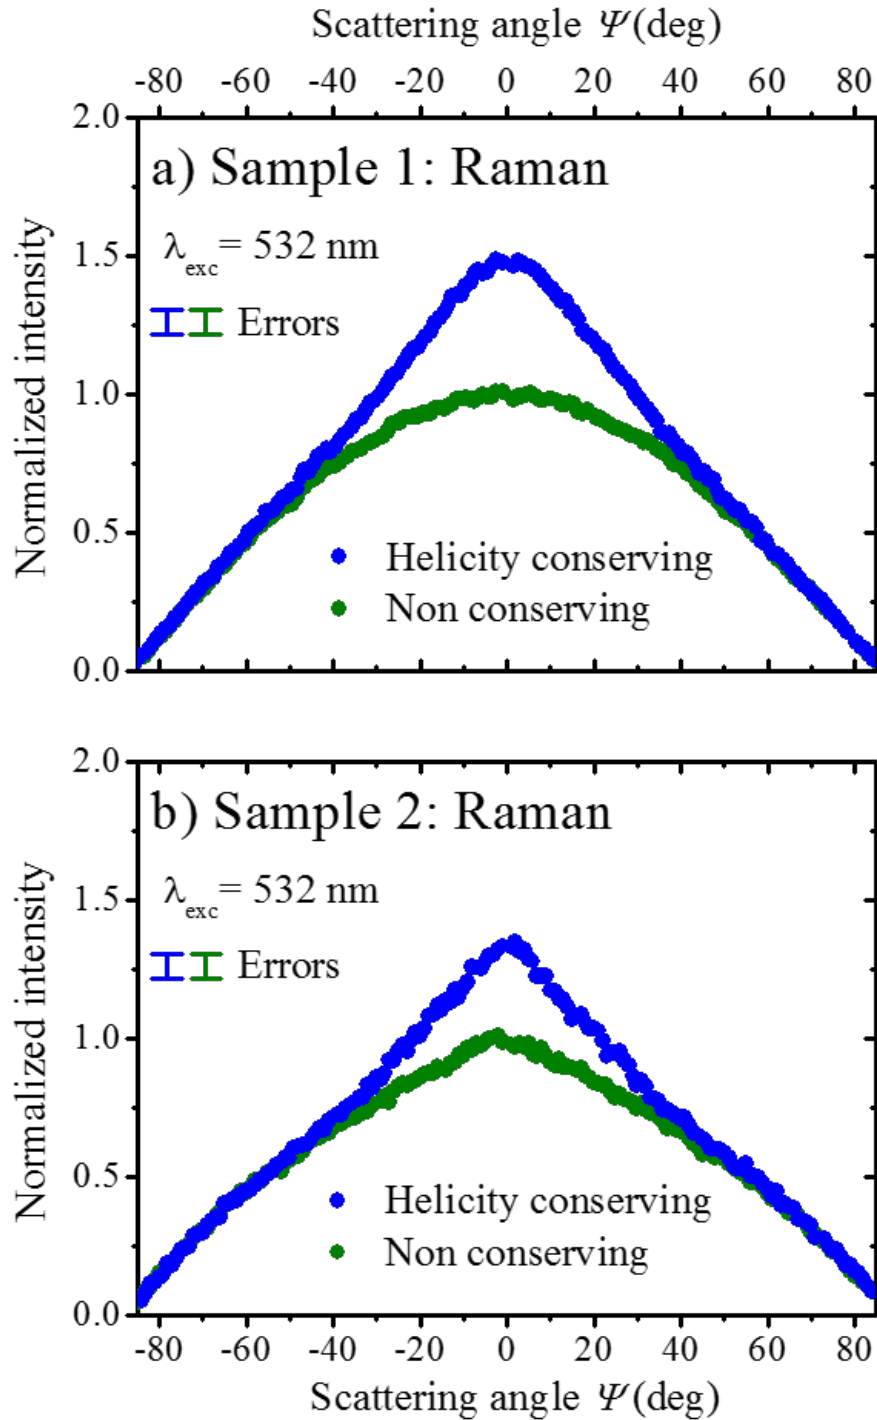 Scattering angle Ψ(deg)
-80 -60 -40 -20 0 20 40 60 80
2.0
a) Sample 1: Raman
λexc= 532 nm
1.5
Errors
Normalized intensity
1.0
0.5
Helicity conserving
Non conserving
0.0
2.0
b) Sample 2: Raman
λexc= 532 nm
1.5
Errors
Normalized intensity
1.0
0.5
Helicity conserving
Non conserving
0.0
-80 -60 -40 -20 0 20 40 60 80
Scattering angle Ψ(deg)